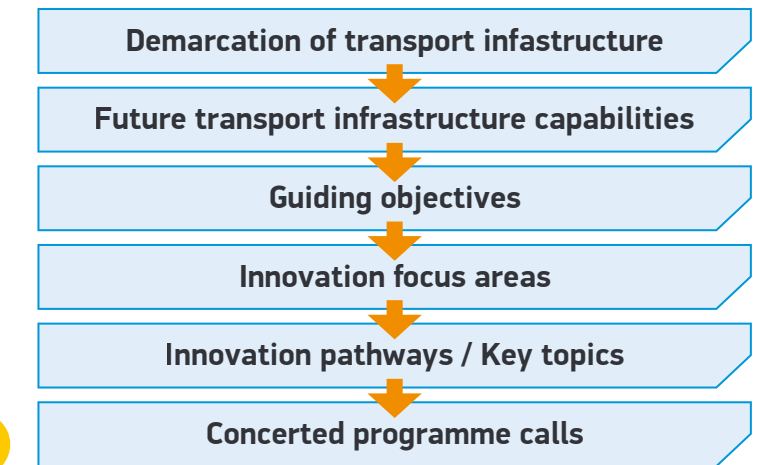 Demarcation of transport infastructure
Future transport infrastructure capabilities
Guiding objectives
Innovation focus areas
Innovation pathways / Key topics
Concerted programme calls